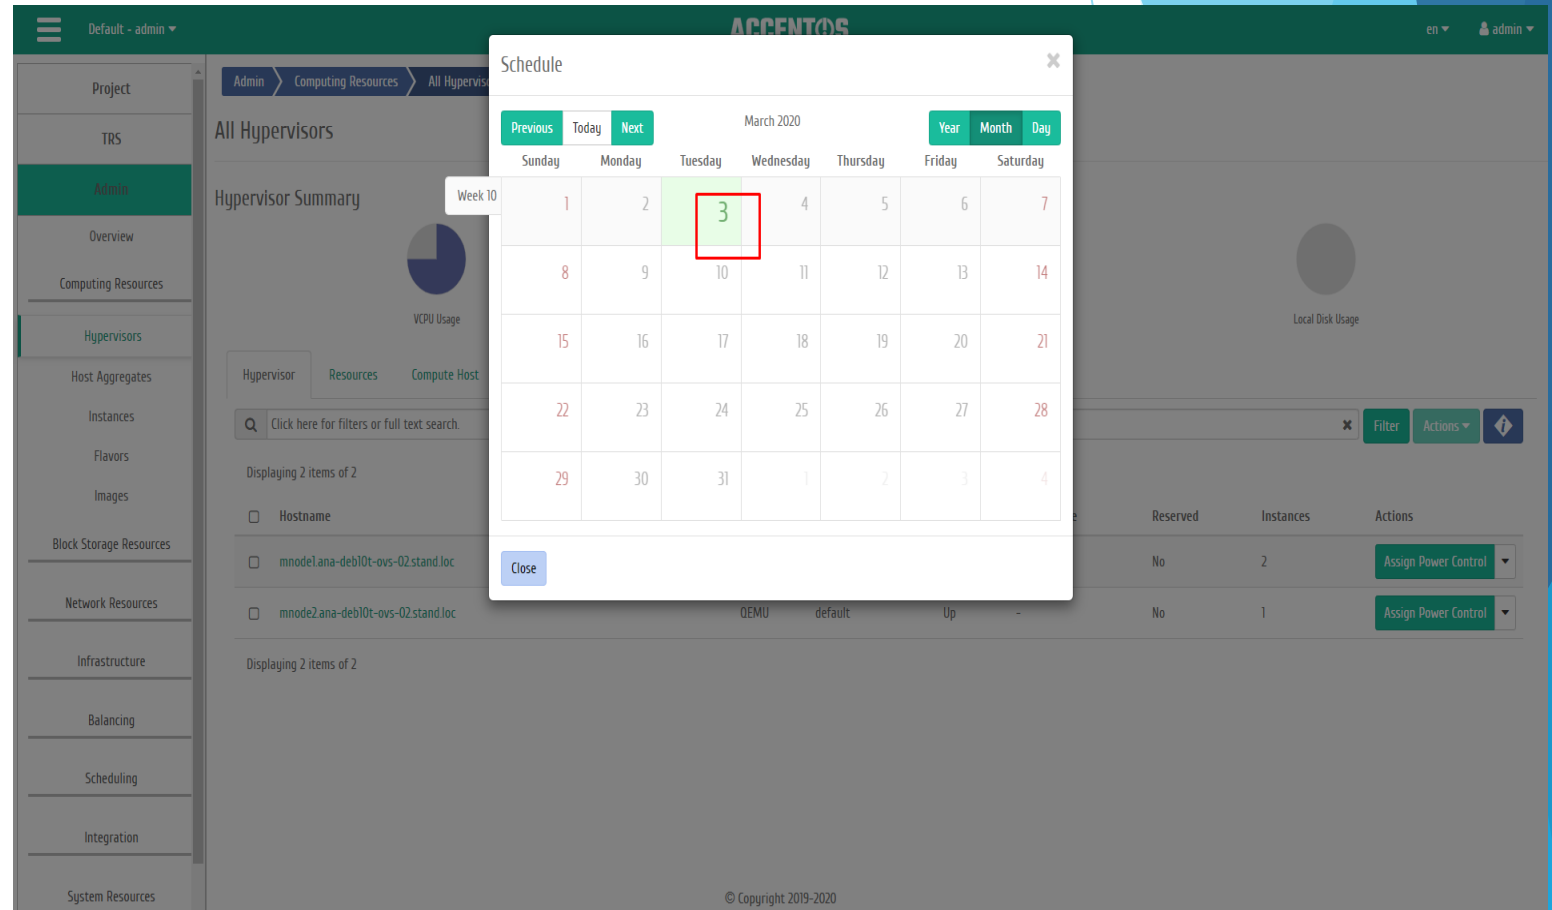 Default - admin
ACCENTOS
en
admin
Project
TRS
Admin
Overview
Computing Resources
Hypervisors
Host Aggregates
Instances
Flavors
Images
Block Storage Resources
Network Resources
Infrastructure
Balancing
Scheduling
Integration
System Resources
Admin
Computing Resources
All Hyperviso
All Hypervisors
Hypervisor Summary
VCPU Usage
Local Disk Usage
Hypervisor
Resources
Compute Host
Click here for filters or full text search.
Filter
Actions
Displaying 2 items of 2
Hostname
Reserved
Instances
Actions
mnode1.ana-deb10t-ovs-02.stand.loc
No
2
Assign Power Control
mnode2.ana-deb10t-ovs-02.stand.loc
QEMU
default
Up
-
No
1
Assign Power Control
Displaying 2 items of 2
© Copyright 2019-2020
Schedule
Previous
Today
Next
March 2020
Year
Month
Day
Sunday Monday Tuesday Wednesday Thursday Friday Saturday
Week 10
1 2 3 4 5 6 7
8 9 10 11 12 13 14
15 16 17 18 19 20 21
22 23 24 25 26 27 28
29 30 31 1 2 3 4
Close